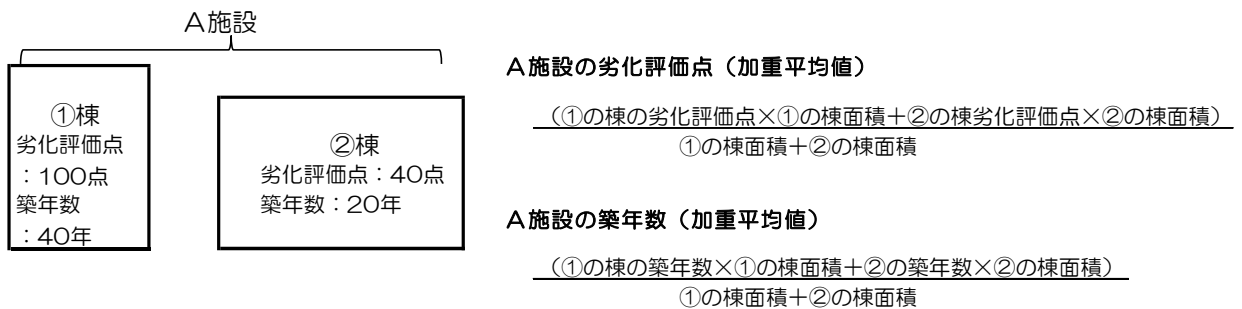 A施設
①棟
劣化評価点
：100点
築年数
：40年
②棟
劣化評価点：40点
築年数：20年
A施設の劣化評価点（加重平均値）
（①の棟の劣化評価点×①の棟面積＋②の棟劣化評価点×②の棟面積）
①の棟面積＋②の棟面積
A施設の築年数（加重平均値）
（①の棟の築年数×①の棟面積＋②の築年数×②の棟面積）
①の棟面積＋②の棟面積